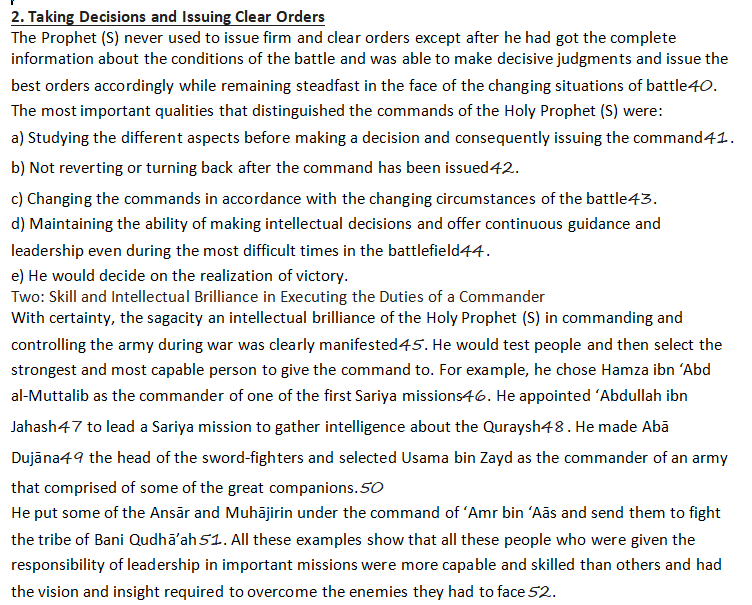 2. Taking Decisions and Issuing Clear Orders
The Prophet (S) never used to issue firm and clear orders except after he had got the complete
information about the conditions of the battle and was able to make decisive judgments and issue the
best orders accordingly while remaining steadfast in the face of the changing situations of battle40.
The most important qualities that distinguished the commands of the Holy Prophet (S) were:
a) Studying the different aspects before making a decision and consequently issuing the command41.
b) Not reverting or turning back after the command has been issued42.
c) Changing the commands in accordance with the changing circumstances of the battle43.
d) Maintaining the ability of making intellectual decisions and offer continuous guidance and
leadership even during the most difficult times in the battlefield44.
e) He would decide on the realization of victory.
Two: Skill and Intellectual Brilliance in Executing the Duties of a Commander
With certainty, the sagacity an intellectual brilliance of the Holy Prophet (S) in commanding and
controlling the army during war was clearly manifested45. He would test people and then select the
strongest and most capable person to give the command to. For example, he chose Hamza ibn ‘Abd
al-Muttalib as the commander of one of the first Sariya missions46. He appointed ‘Abdullah ibn
Jahash47 to lead a Sariya mission to gather intelligence about the Quraysh48. He made Abā
Dujāna49 the head of the sword-fighters and selected Usama bin Zayd as the commander of an army
that comprised of some of the great companions.50
He put some of the Ansār and Muhājirin under the command of ‘Amr bin ‘Aās and send them to fight
the tribe of Bani Qudhā’ah51. All these examples show that all these people who were given the
responsibility of leadership in important missions were more capable and skilled than others and had
the vision and insight required to overcome the enemies they had to face52.